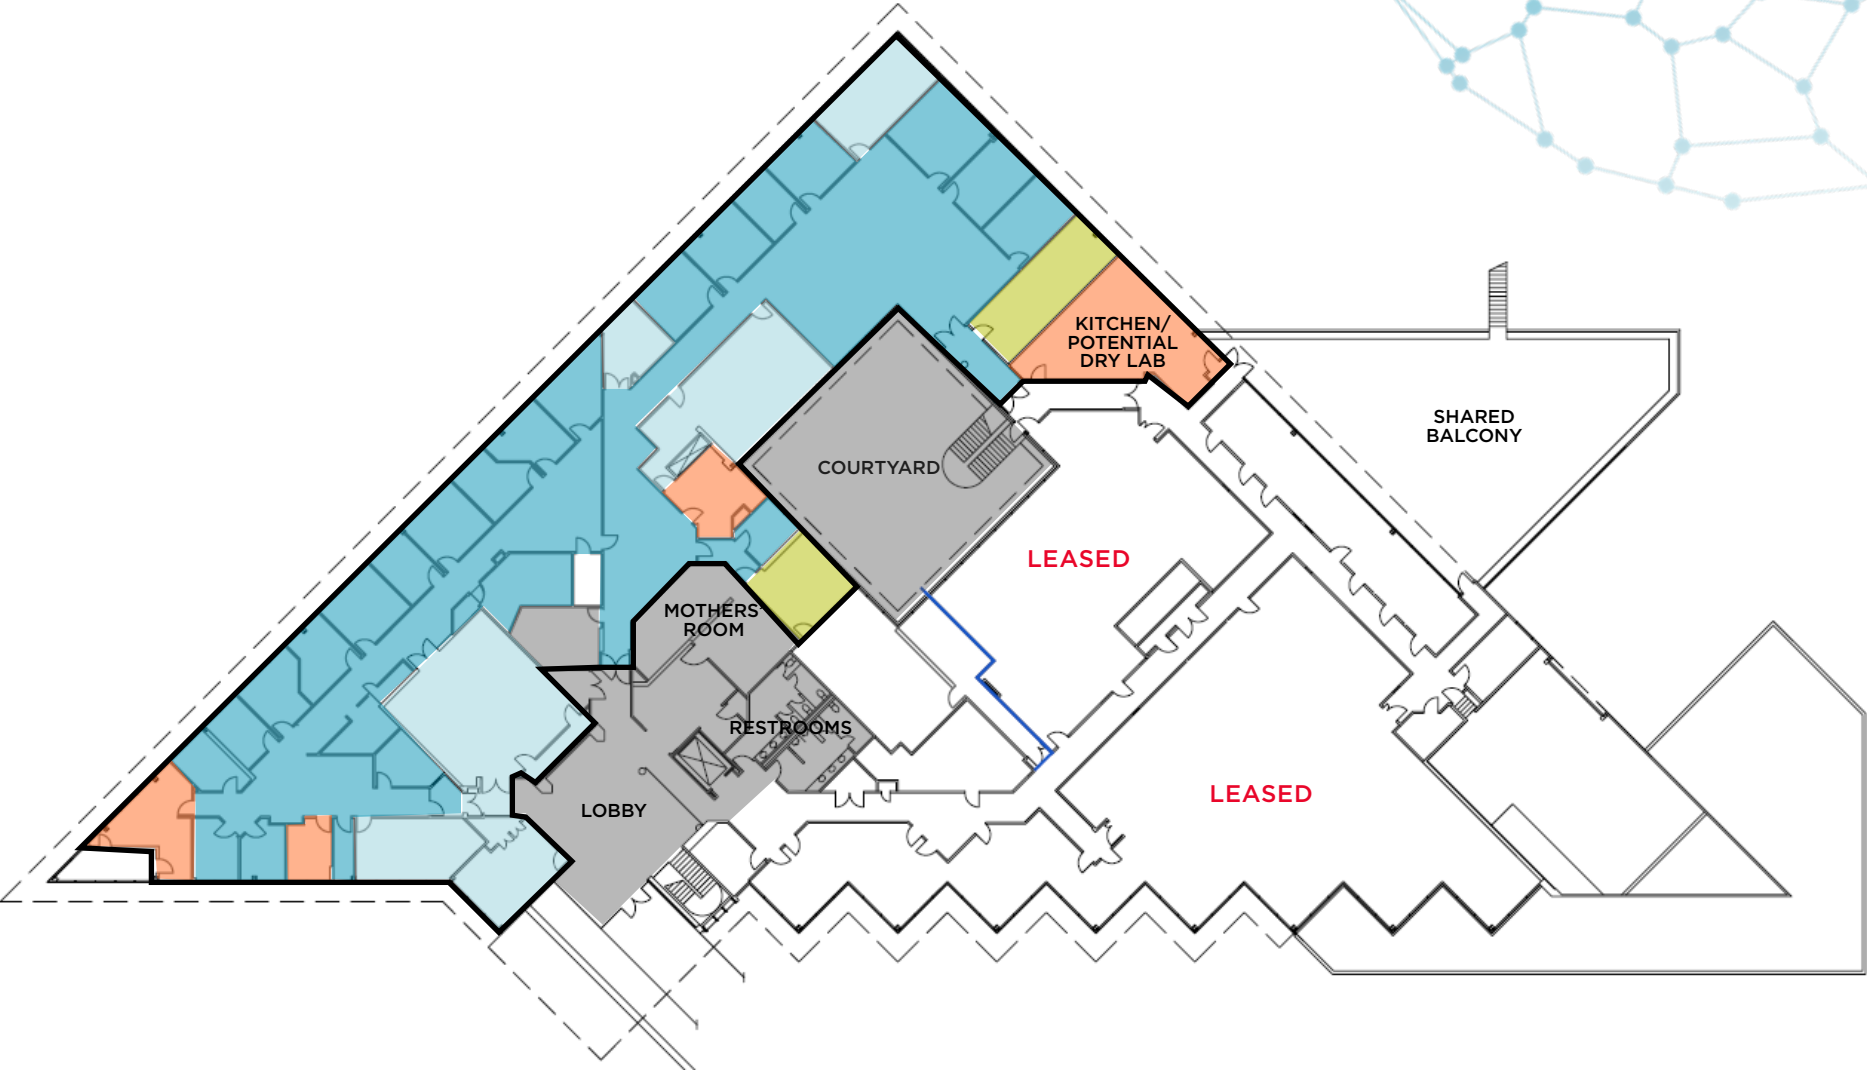 KITCHEN/
POTENTIAL
DRY LAB
SHARED
BALCONY
COURTYARD
LEASED
MOTHERS'
ROOM
RESTROOMS
LEASED
LOBBY